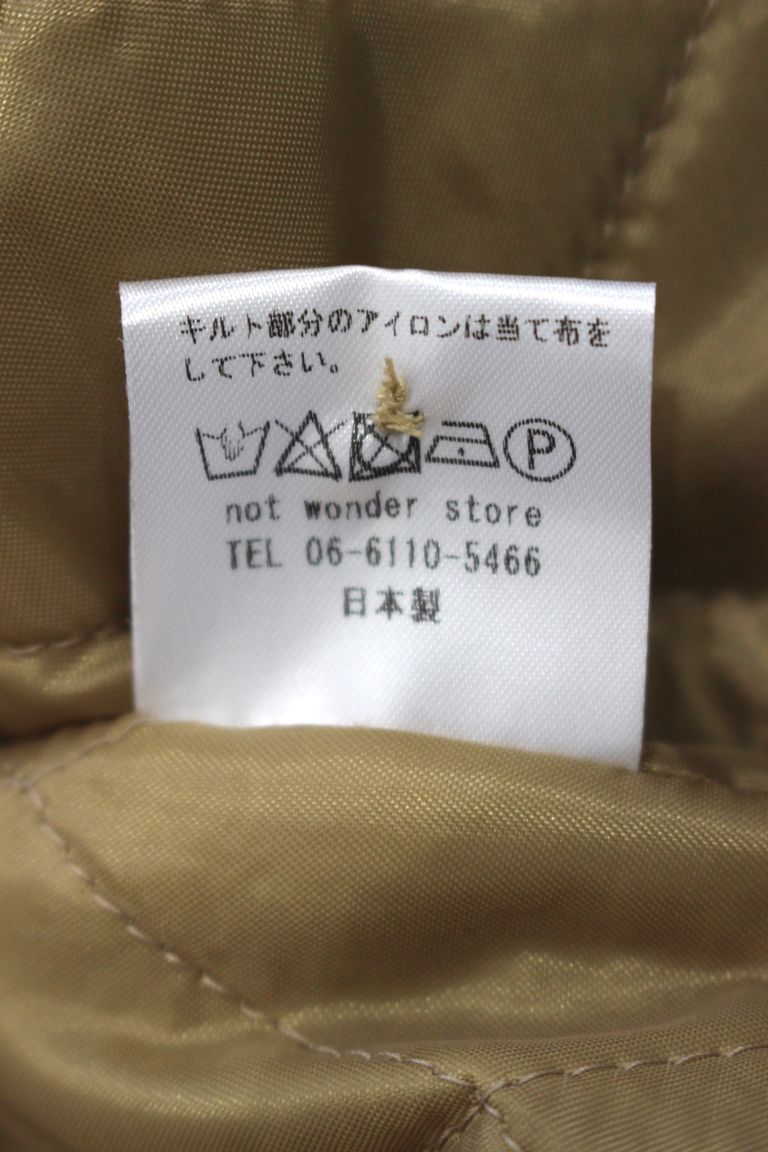 キルト部分のアイロンは当て布を
して下さい。
P
not wonder store
TEL 06-6110-5466
日本製